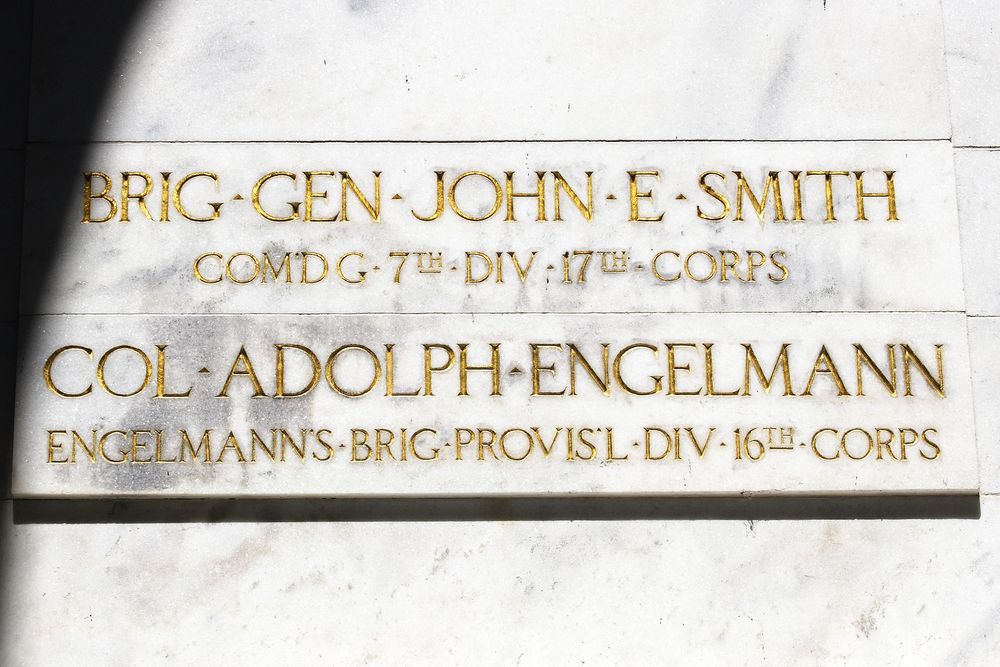 BRIG·GEN·JOHN·E·SMITH
COM'D'G·7TH·DIV·17TH·CORPS
COL·ADOLPH·ENGELMANN
ENGELMANN'S·BRIG·PROVIS'L·DIV·16TH·CORPS